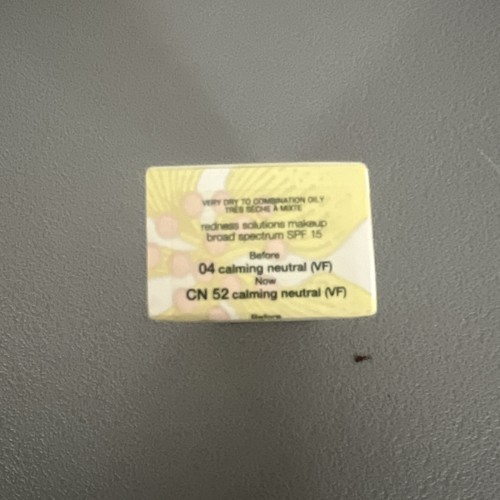 VERY DRY TO COMBINATION OILY
TRÈS SÈCHE À MIXTE
redness solutions makeup
broad spectrum SPF 15
Before
04 calming neutral (VF)
Now
CN 52 calming neutral (VF)
Before